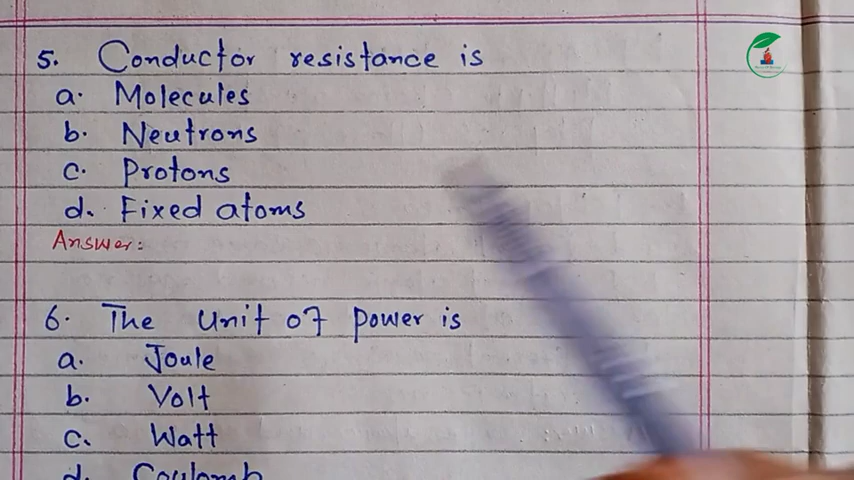 5. Conductor resistance is
a. Molecules
b. Neutrons
c. Protons
d. Fixed atoms
Answer:
6. The Unit of power is
a. Joule
b. Volt
c. Watt
d. Coulomb